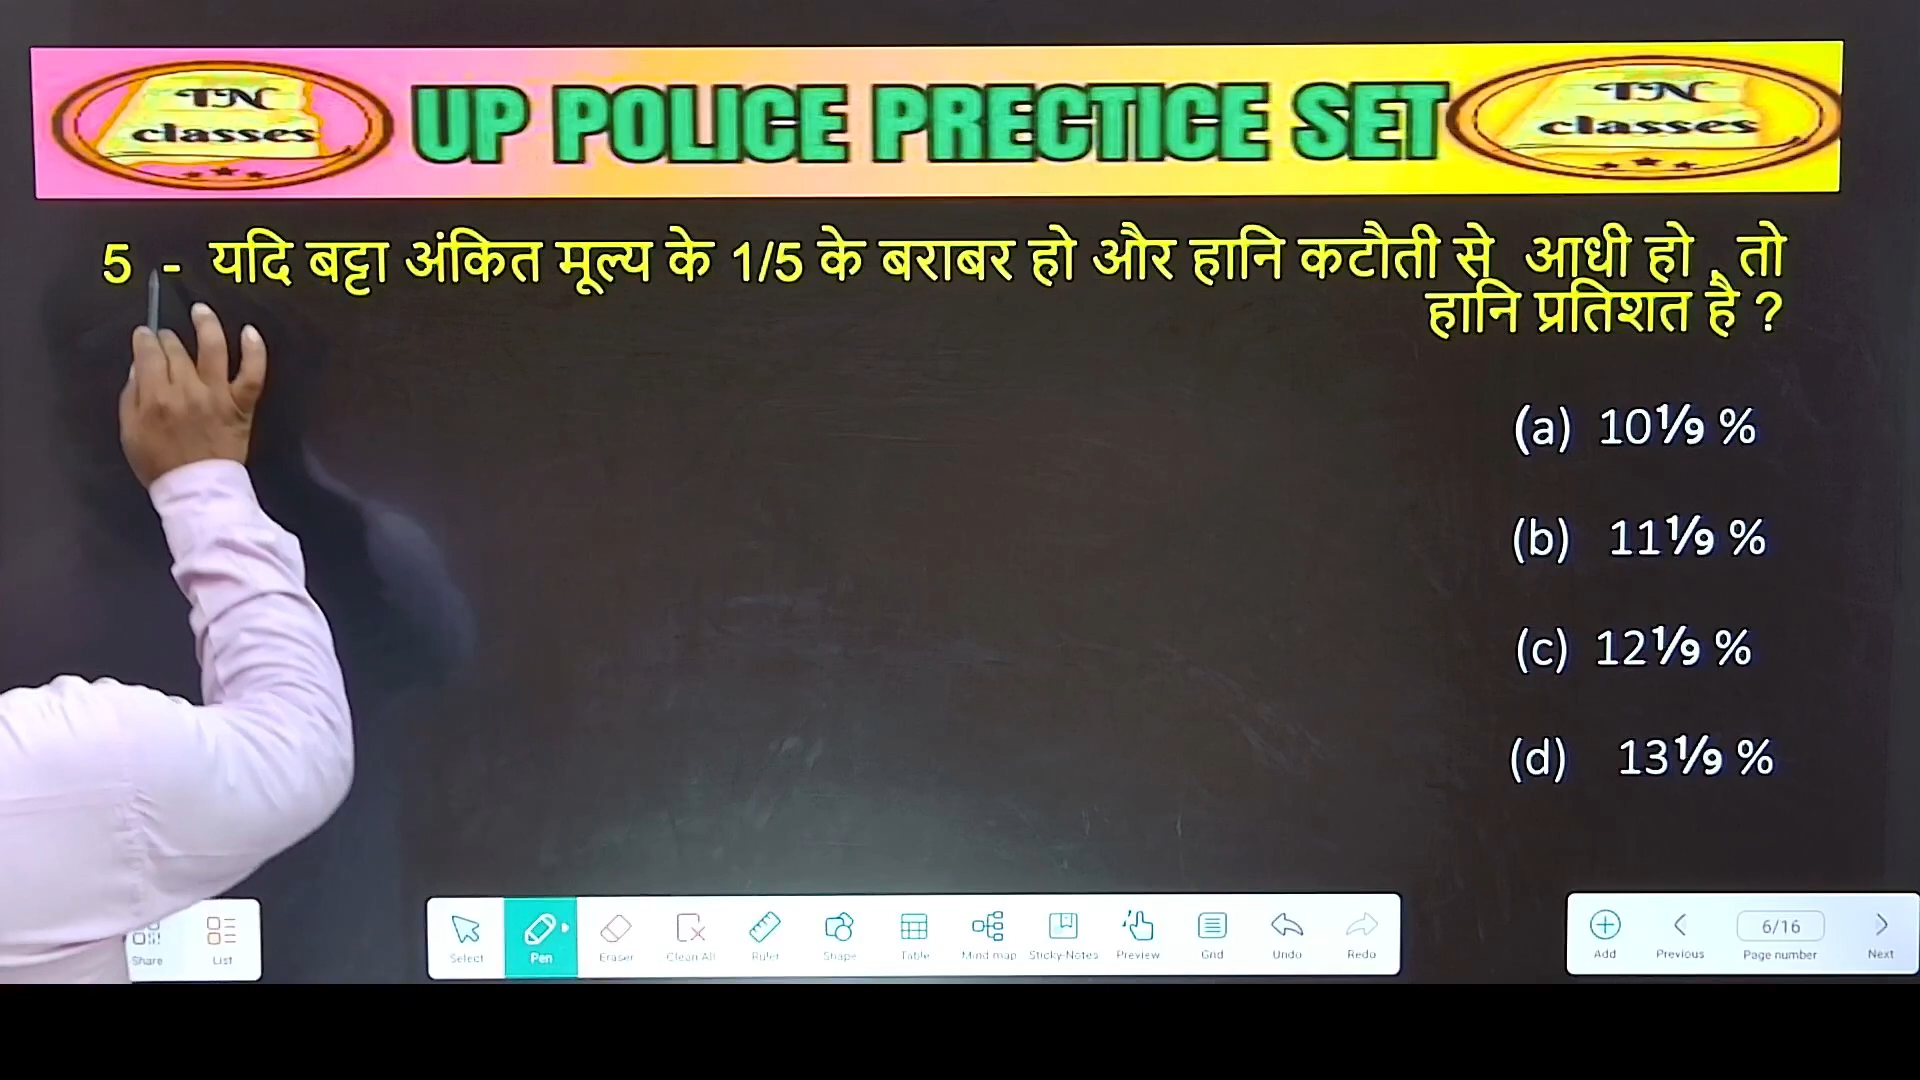 TN
classes
UP POLICE PRECTICE SET
TN
classes
5 - यदि बट्टा अंकित मूल्य के 1/5 के बराबर हो और हानि कटौती से आधी हो , तो
हानि प्रतिशत है ?
(a) 10⅑ %
(b) 11⅑ %
(c) 12⅑ %
(d) 13⅑ %
Share
List
Select
Pen
Eraser
Clean All
Ruler
Shape
Table
Mind map
Sticky-Notes
Preview
Grid
Undo
Redo
Add
Previous
6/16
Page number
Next